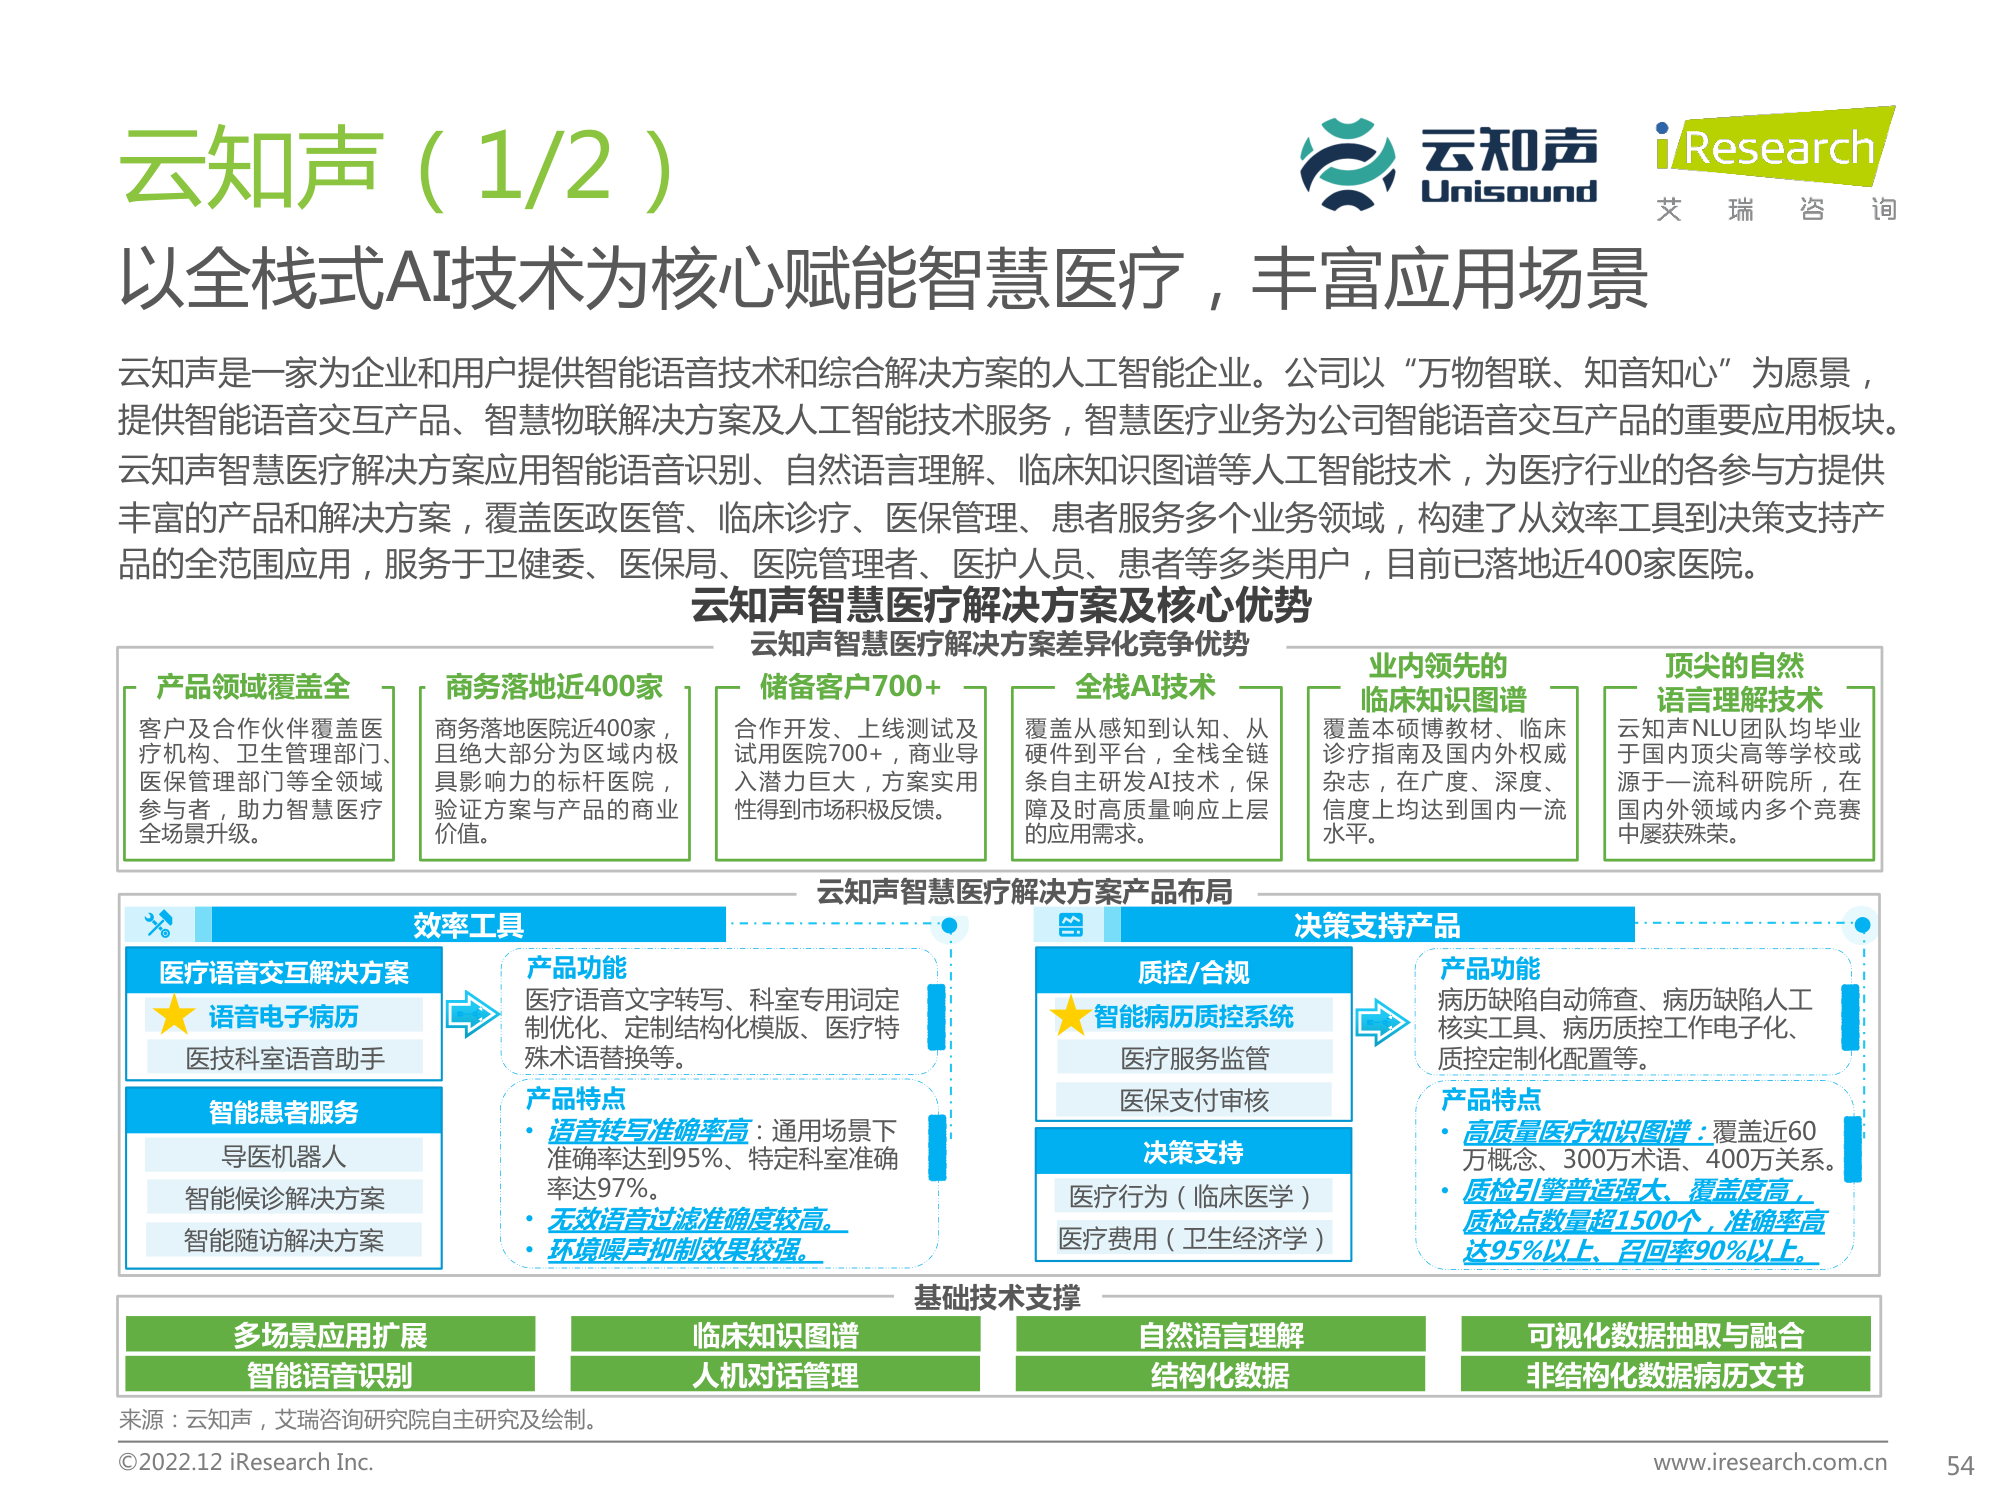 云知声（1/2）
云知声
Unisound
iResearch
艾瑞咨询
以全栈式AI技术为核心赋能智慧医疗，丰富应用场景
云知声是一家为企业和用户提供智能语音技术和综合解决方案的人工智能企业。公司以“万物智联、知音知心”为愿景，
提供智能语音交互产品、智慧物联解决方案及人工智能技术服务，智慧医疗业务为公司智能语音交互产品的重要应用板块。
云知声智慧医疗解决方案应用智能语音识别、自然语言理解、临床知识图谱等人工智能技术，为医疗行业的各参与方提供
丰富的产品和解决方案，覆盖医政医管、临床诊疗、医保管理、患者服务多个业务领域，构建了从效率工具到决策支持产
品的全范围应用，服务于卫健委、医保局、医院管理者、医护人员、患者等多类用户，目前已落地近400家医院。
云知声智慧医疗解决方案及核心优势
云知声智慧医疗解决方案差异化竞争优势
产品领域覆盖全
客户及合作伙伴覆盖医
疗机构、卫生管理部门、
医保管理部门等全领域
参与者，助力智慧医疗
全场景升级。
商务落地近400家
商务落地医院近400家，
且绝大部分为区域内极
具影响力的标杆医院，
验证方案与产品的商业
价值。
储备客户700+
合作开发、上线测试及
试用医院700+，商业导
入潜力巨大，方案实用
性得到市场积极反馈。
全栈AI技术
覆盖从感知到认知、从
硬件到平台，全栈全链
条自主研发AI技术，保
障及时高质量响应上层
的应用需求。
业内领先的
临床知识图谱
覆盖本硕博教材、临床
诊疗指南及国内外权威
杂志，在广度、深度、
信度上均达到国内一流
水平。
顶尖的自然
语言理解技术
云知声NLU团队均毕业
于国内顶尖高等学校或
源于一流科研院所，在
国内外领域内多个竞赛
中屡获殊荣。
云知声智慧医疗解决方案产品布局
效率工具
医疗语音交互解决方案
语音电子病历
医技科室语音助手
智能患者服务
导医机器人
智能候诊解决方案
智能随访解决方案
产品功能
医疗语音文字转写、科室专用词定
制优化、定制结构化模版、医疗特
殊术语替换等。
产品特点
• 语音转写准确率高：通用场景下
准确率达到95%、特定科室准确
率达97%。
• 无效语音过滤准确度较高。
• 环境噪声抑制效果较强。
决策支持产品
质控/合规
智能病历质控系统
医疗服务监管
医保支付审核
决策支持
医疗行为（临床医学）
医疗费用（卫生经济学）
产品功能
病历缺陷自动筛查、病历缺陷人工
核实工具、病历质控工作电子化、
质控定制化配置等。
产品特点
• 高质量医疗知识图谱：覆盖近60
万概念、300万术语、400万关系。
• 质检引擎普适强大、覆盖度高，
质检点数量超1500个，准确率高
达95%以上、召回率90%以上。
基础技术支撑
多场景应用扩展
临床知识图谱
自然语言理解
可视化数据抽取与融合
智能语音识别
人机对话管理
结构化数据
非结构化数据病历文书
来源：云知声，艾瑞咨询研究院自主研究及绘制。
©2022.12 iResearch Inc.
www.iresearch.com.cn
54